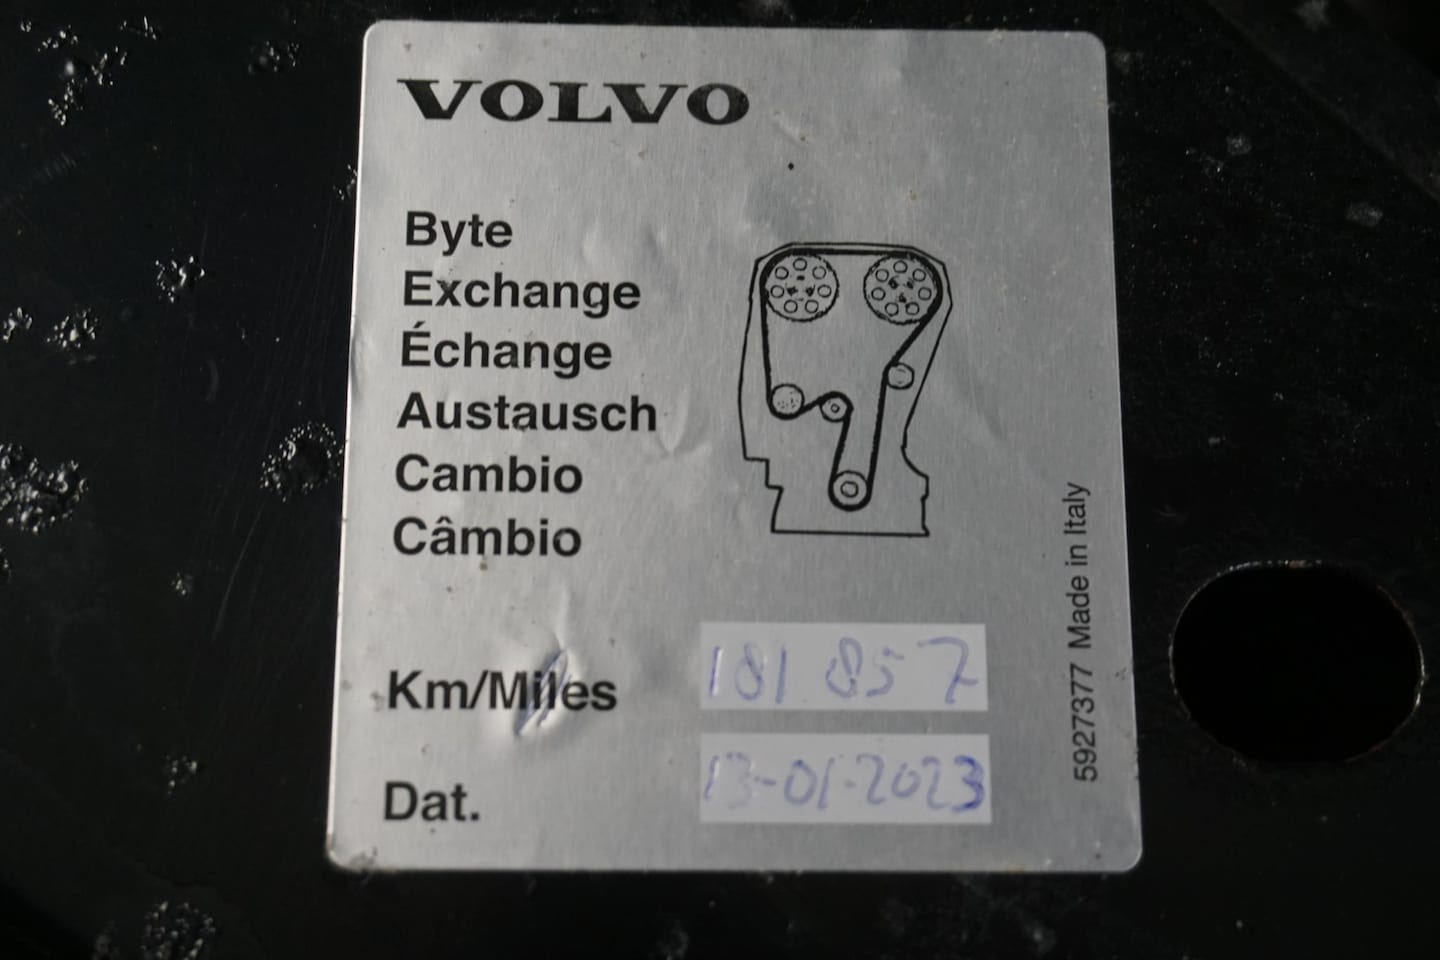 VOLVO
Byte
Exchange
Échange
Austausch
Cambio
Câmbio
Km/Miles 181.857
Dat. 13-01-2023
5927377 Made in Italy